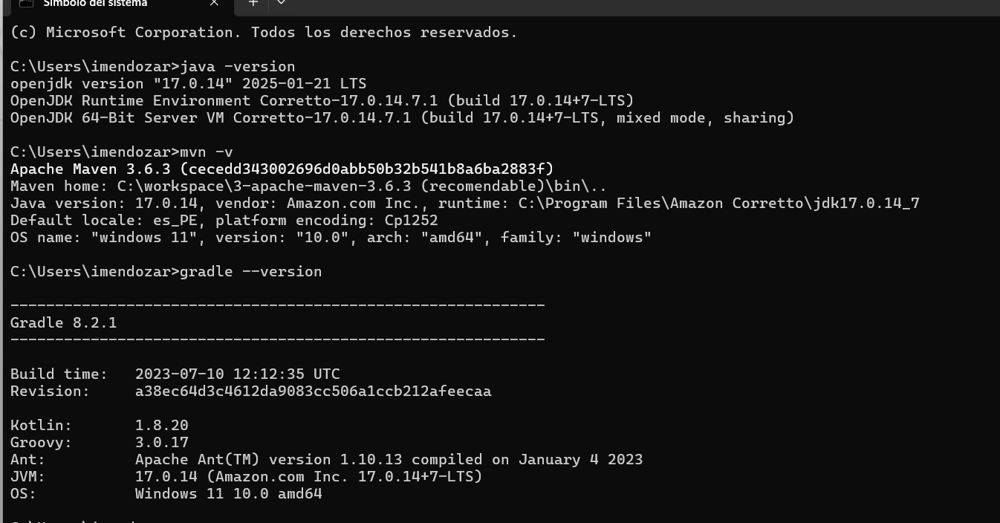 Símbolo del sistema
(c) Microsoft Corporation. Todos los derechos reservados.
C:\Users\imendozar>java -version
openjdk version "17.0.14" 2025-01-21 LTS
OpenJDK Runtime Environment Corretto-17.0.14.7.1 (build 17.0.14+7-LTS)
OpenJDK 64-Bit Server VM Corretto-17.0.14.7.1 (build 17.0.14+7-LTS, mixed mode, sharing)
C:\Users\imendozar>mvn -v
Apache Maven 3.6.3 (cecedd343002696d0abb50b32b541b8a6ba2883f)
Maven home: C:\workspace\3-apache-maven-3.6.3 (recomendable)\bin\..
Java version: 17.0.14, vendor: Amazon.com Inc., runtime: C:\Program Files\Amazon Corretto\jdk17.0.14_7
Default locale: es_PE, platform encoding: Cp1252
OS name: "windows 11", version: "10.0", arch: "amd64", family: "windows"
C:\Users\imendozar>gradle --version
------------------------------------------------------------
Gradle 8.2.1
------------------------------------------------------------
Build time:   2023-07-10 12:12:35 UTC
Revision:     a38ec64d3c4612da9083cc506a1ccb212afeecaa
Kotlin:       1.8.20
Groovy:       3.0.17
Ant:          Apache Ant(TM) version 1.10.13 compiled on January 4 2023
JVM:          17.0.14 (Amazon.com Inc. 17.0.14+7-LTS)
OS:           Windows 11 10.0 amd64